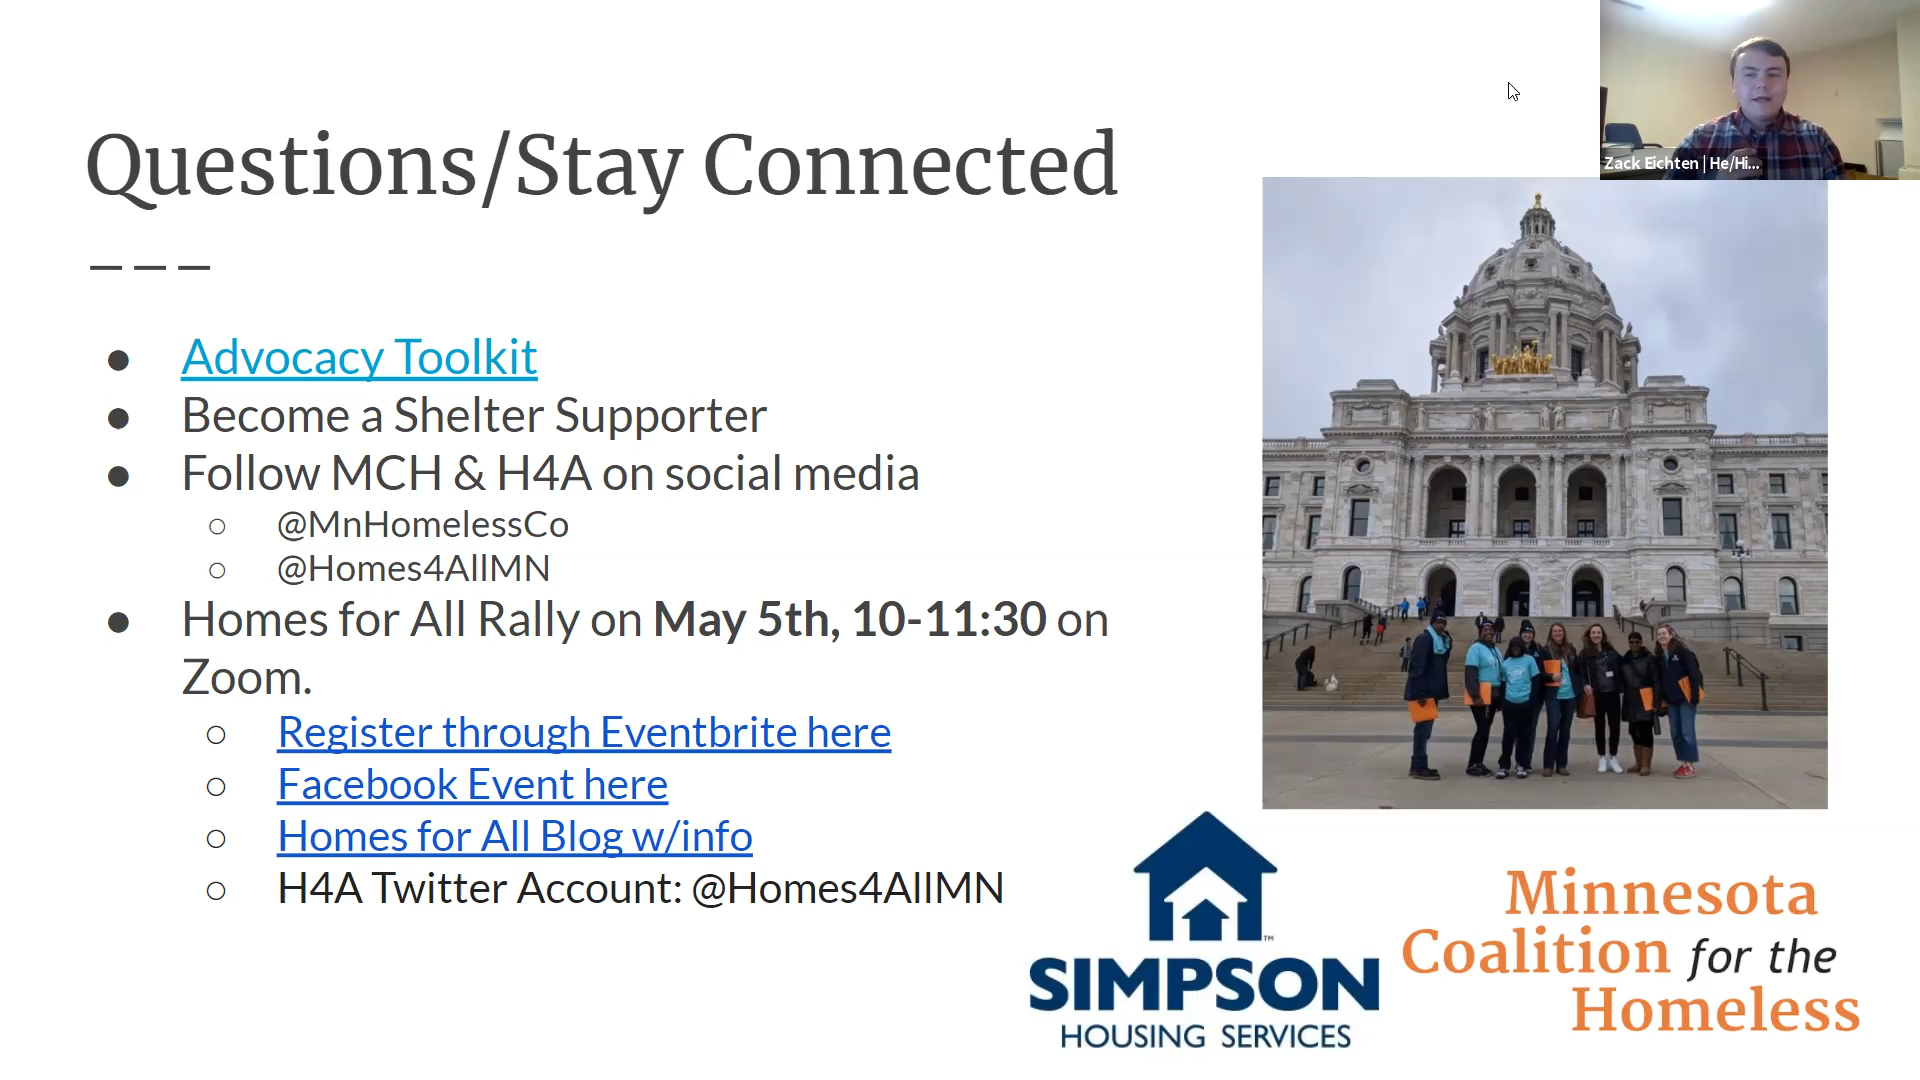 Questions/Stay Connected
Zack Eichten | He/Hi...
● Advocacy Toolkit
● Become a Shelter Supporter
● Follow MCH & H4A on social media
○ @MnHomelessCo
○ @Homes4AllMN
● Homes for All Rally on May 5th, 10-11:30 on
Zoom.
○ Register through Eventbrite here
○ Facebook Event here
○ Homes for All Blog w/info
○ H4A Twitter Account: @Homes4AllMN
SIMPSON
HOUSING SERVICES
™
Minnesota
Coalition for the
Homeless